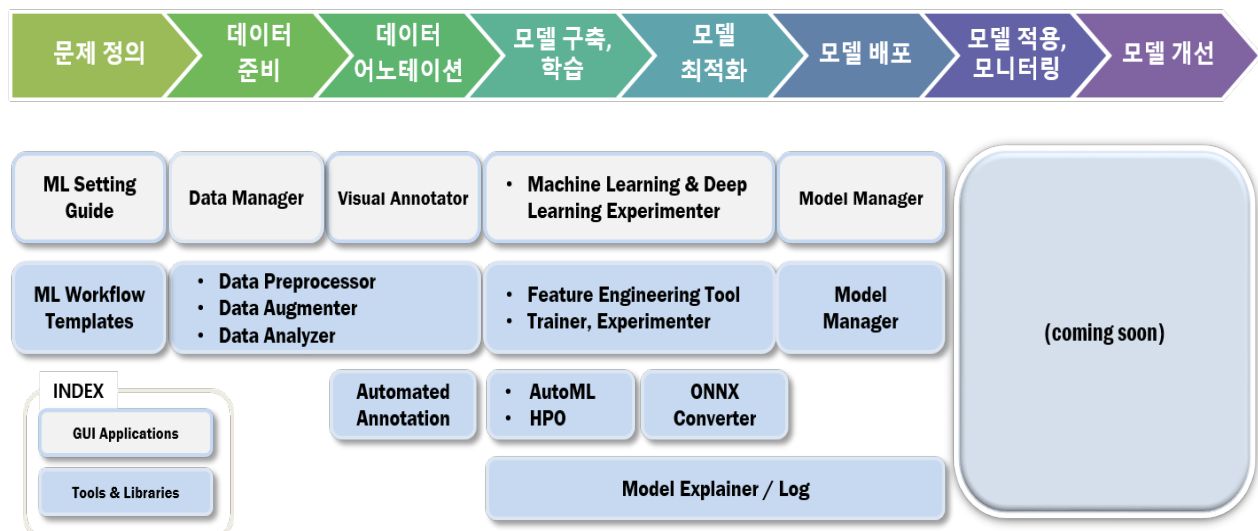 문제 정의
데이터
준비
데이터
어노테이션
모델 구축,
학습
모델
최적화
모델 배포
모델 적용,
모니터링
모델 개선
ML Setting
Guide
Data Manager
Visual Annotator
• Machine Learning & Deep
Learning Experimenter
Model Manager
ML Workflow
Templates
• Data Preprocessor
• Data Augmenter
• Data Analyzer
• Feature Engineering Tool
• Trainer, Experimenter
Model
Manager
(coming soon)
Automated
Annotation
• AutoML
• HPO
ONNX
Converter
Model Explainer / Log
INDEX
GUI Applications
Tools & Libraries